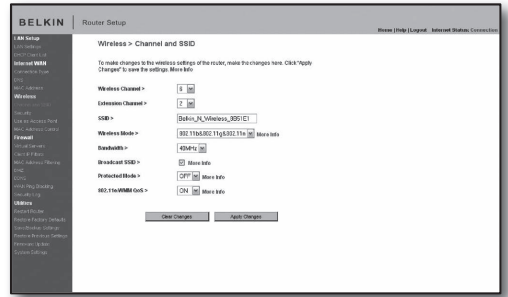 BELKIN | Router Setup
Home | Help | Logout Internet Status: Connection
LAN Setup
LAN Settings
DHCP Client List
Internet WAN
Connection Type
DNS
MAC Address
Wireless
Channel and SSID
Security
Use as Access Point
MAC Address Control
Firewall
Virtual Servers
Client IP Filters
MAC Address Filtering
DMZ
DDNS
WAN Ping Blocking
Security Log
Utilities
Restart Router
Restore Factory Defaults
Save/Backup Settings
Restore Previous Settings
Firmware Update
System Settings
Wireless > Channel and SSID
To make changes to the wireless settings of the router, make the changes here. Click "Apply
Changes" to save the settings. More Info
Wireless Channel > 6
Extension Channel > 2
SSID > Belkin_N_Wireless_8B51E1
Wireless Mode > 802.11b&802.11g&802.11n More Info
Bandwidth > 40MHz
Broadcast SSID > More Info
Protected Mode > OFF More Info
802.11e/WMM QoS > ON More Info
Clear Changes Apply Changes